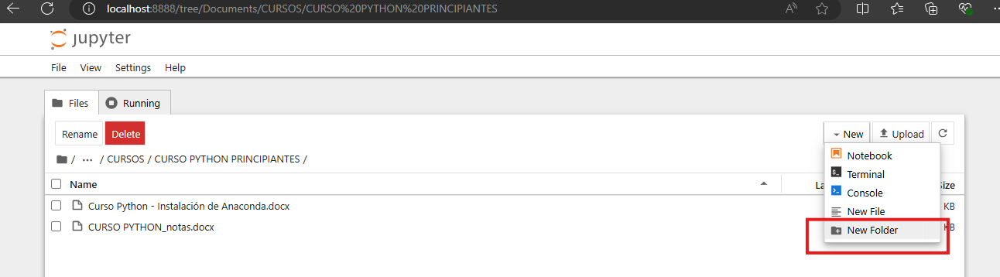 localhost:8888/tree/Documents/CURSOS/CURSO%20PYTHON%20PRINCIPIANTES
jupyter
File View Settings Help
Files Running
Rename Delete New Upload
/ ··· / CURSOS / CURSO PYTHON PRINCIPIANTES /
Notebook
Terminal
Name
Console
Curso Python - Instalación de Anaconda.docx KB
New File
CURSO PYTHON_notas.docx KB
New Folder